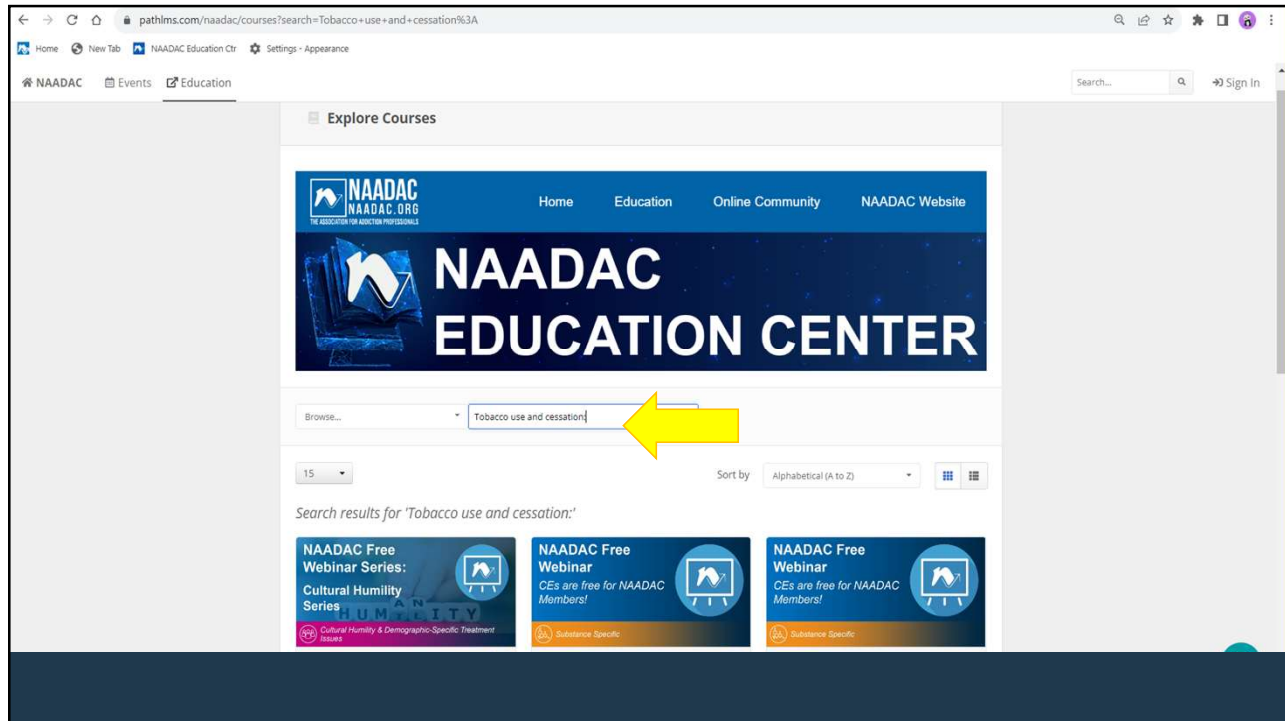 pathlms.com/naadac/courses?search=Tobacco+use+and+cessation%3A
Home New Tab NAADAC Education Ctr Settings - Appearance
NAADAC Events Education Search... Sign In
Explore Courses
NAADAC
NAADAC.ORG
THE ASSOCIATION FOR ADDICTION PROFESSIONALS
Home Education Online Community NAADAC Website
NAADAC
EDUCATION CENTER
Browse... Tobacco use and cessation:
15 Sort by Alphabetical (A to Z)
Search results for 'Tobacco use and cessation:'
NAADAC Free
Webinar Series:
Cultural Humility
Series
HUMILITY
Cultural Humility & Demographic-Specific Treatment
Issues
NAADAC Free
Webinar
CEs are free for NAADAC
Members!
Substance Specific
NAADAC Free
Webinar
CEs are free for NAADAC
Members!
Substance Specific